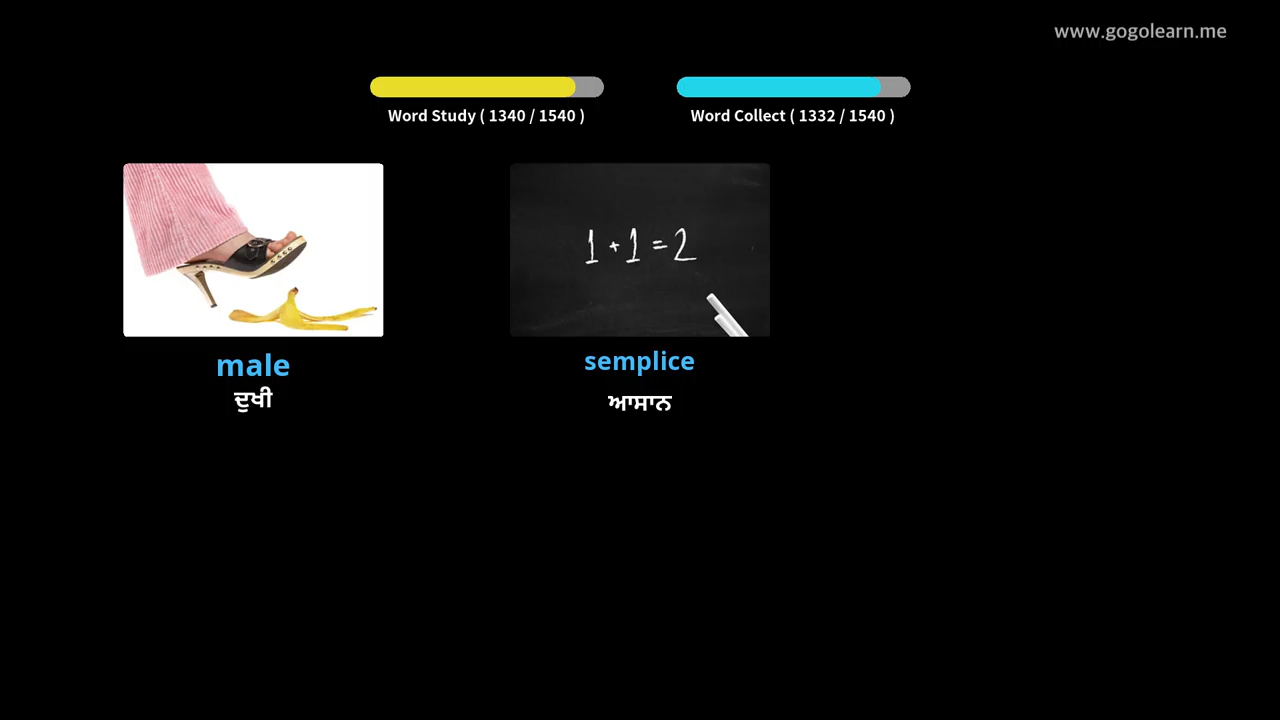 www.gogolearn.me
Word Study ( 1340 / 1540 )
Word Collect ( 1332 / 1540 )
1 + 1 = 2
male
ਦੁਖੀ
semplice
ਆਸਾਨ